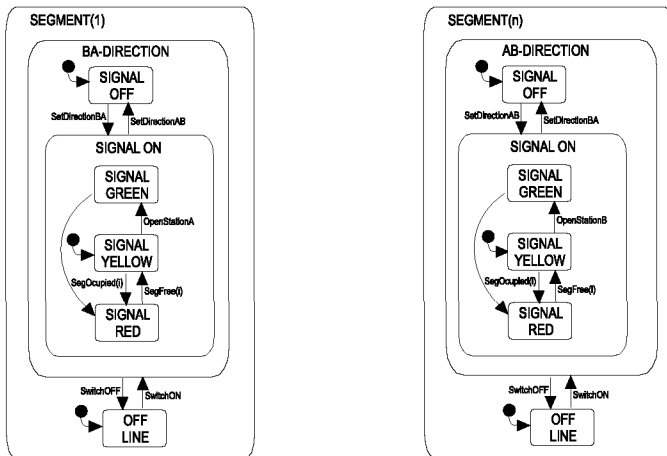 SEGMENT(1)
BA-DIRECTION
SIGNAL
OFF
SetDirectionBA
SetDirectionAB
SIGNAL ON
SIGNAL
GREEN
OpenStationA
SIGNAL
YELLOW
SegOcupied(i)
SegFree(i)
SIGNAL
RED
SwitchOFF
SwitchON
OFF
LINE
SEGMENT(n)
AB-DIRECTION
SIGNAL
OFF
SetDirectionAB
SetDirectionBA
SIGNAL ON
SIGNAL
GREEN
OpenStationB
SIGNAL
YELLOW
SegOcupied(i)
SegFree(i)
SIGNAL
RED
SwitchOFF
SwitchON
OFF
LINE